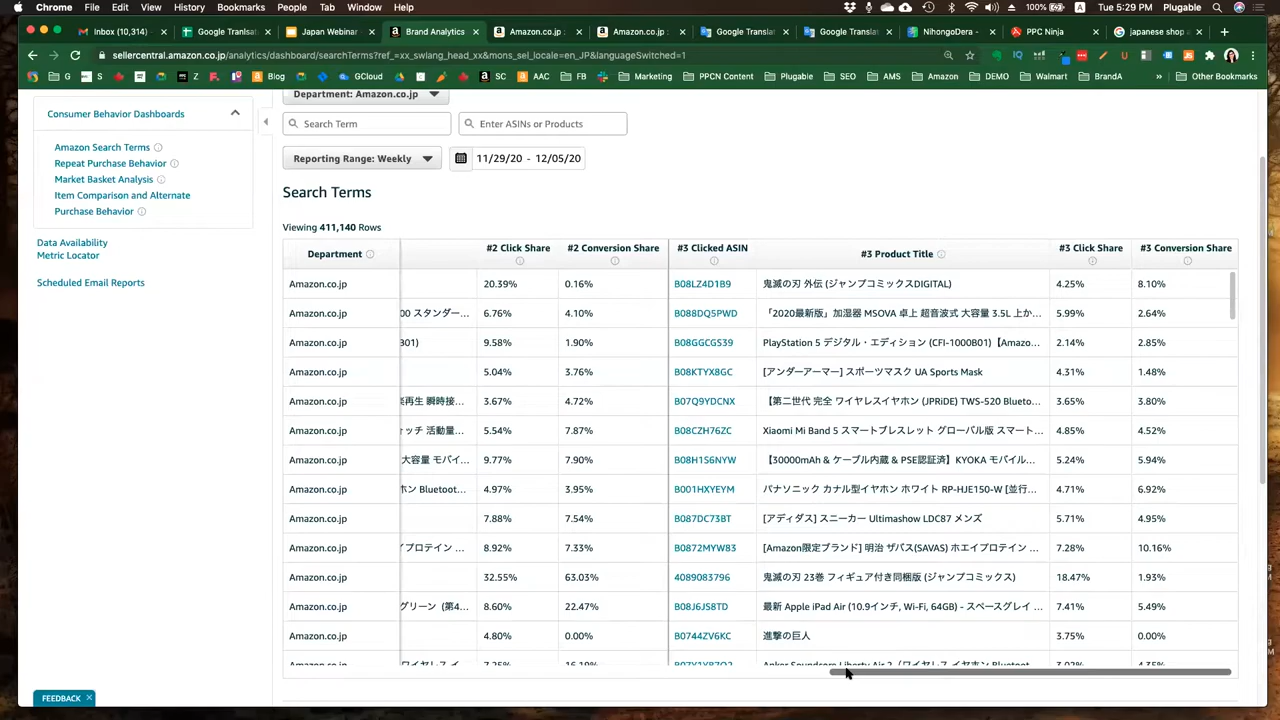 People Tab Window Help
File Edit View History Bookmarks 100% Sat 5:29 PM Plugable
Inbox (10,314) Google Translat Japan Webinar Brand Analytics Amazon.co.jp : Amazon.co.jp : Google Translat Google Translat NihongoDera - PPC Ninja japanese shop
sellercentral.amazon.co.jp/analytics/dashboard/searchTerms?ref_=xx_swlang_head_xx&mons_sel_locale=en_JP&languageSwitched=1
G S Blog GCloud SC AAC FB Marketing PPCN Content Plugable SEO AMS Amazon DEMO Walmart BrandA » Other Bookmarks
Department: Amazon.co.jp
Consumer Behavior Dashboards
Search Term Enter ASINs or Products
Amazon Search Terms
Repeat Purchase Behavior
Market Basket Analysis
Item Comparison and Alternate
Purchase Behavior
Reporting Range: Weekly 11/29/20 - 12/05/20
Search Terms
Viewing 411,140 Rows
Data Availability
Metric Locator
Scheduled Email Reports
Department #2 Click Share #2 Conversion Share #3 Clicked ASIN #3 Product Title #3 Click Share #3 Conversion Share
Amazon.co.jp 20.39% 0.16% B08LZ4D1B9 鬼滅の刃 外伝 (ジャンプコミックスDIGITAL) 4.25% 8.10%
Amazon.co.jp 00 スタンダー... 6.76% 4.10% B088DQSPWD 「2020最新版」加湿器 MSOVA 卓上 超音波式 大容量 3.5L 上か... 5.99% 2.64%
Amazon.co.jp B01) 9.58% 1.90% B08GGCGS39 PlayStation 5 デジタル・エディション (CFI-1000B01)【Amazo... 2.14% 2.85%
Amazon.co.jp 5.04% 3.76% B08KTYX8GC [アンダーアーマー] スポーツマスク UA Sports Mask 4.31% 1.48%
Amazon.co.jp 楽再生 瞬時接... 3.67% 4.72% B07Q9YDCNX 【第二世代 完全 ワイヤレスイヤホン (JPRiDE) TWS-520 Blueto... 3.65% 3.80%
Amazon.co.jp ォッチ 活動量... 5.54% 7.87% B08CZH76ZC Xiaomi Mi Band 5 スマートブレスレット グローバル版 スマート... 4.85% 4.52%
Amazon.co.jp 大容量 モバイ... 9.77% 7.90% B08H1S6NYW 【30000mAh & ケーブル内蔵 & PSE認証済】KYOKA モバイル... 5.24% 5.94%
Amazon.co.jp ホン Bluetoot... 4.97% 3.95% B001HXYEYM パナソニック カナル型イヤホン ホワイト RP-HJE150-W [並行... 4.71% 6.92%
Amazon.co.jp 7.88% 7.54% B087DC73BT [アディダス] スニーカー Ultimashow LDC87 メンズ 5.71% 4.95%
Amazon.co.jp イプロテイン ... 8.92% 7.33% B0872MYW83 [Amazon限定ブランド] 明治 ザバス(SAVAS) ホエイプロテイン ... 7.28% 10.16%
Amazon.co.jp 32.55% 63.03% 4089083796 鬼滅の刃 23巻 フィギュア付き同梱版 (ジャンプコミックス) 18.47% 1.93%
Amazon.co.jp グリーン (第4... 8.60% 22.47% B08J6JS8TD 最新 Apple iPad Air (10.9インチ, Wi-Fi, 64GB) - スペースグレイ ... 7.41% 5.49%
Amazon.co.jp 4.80% 0.00% B0744ZV6KC 進撃の巨人 3.75% 0.00%
Amazon.co.jp Anker Soundcore Liberty Air 2
FEEDBACK ×